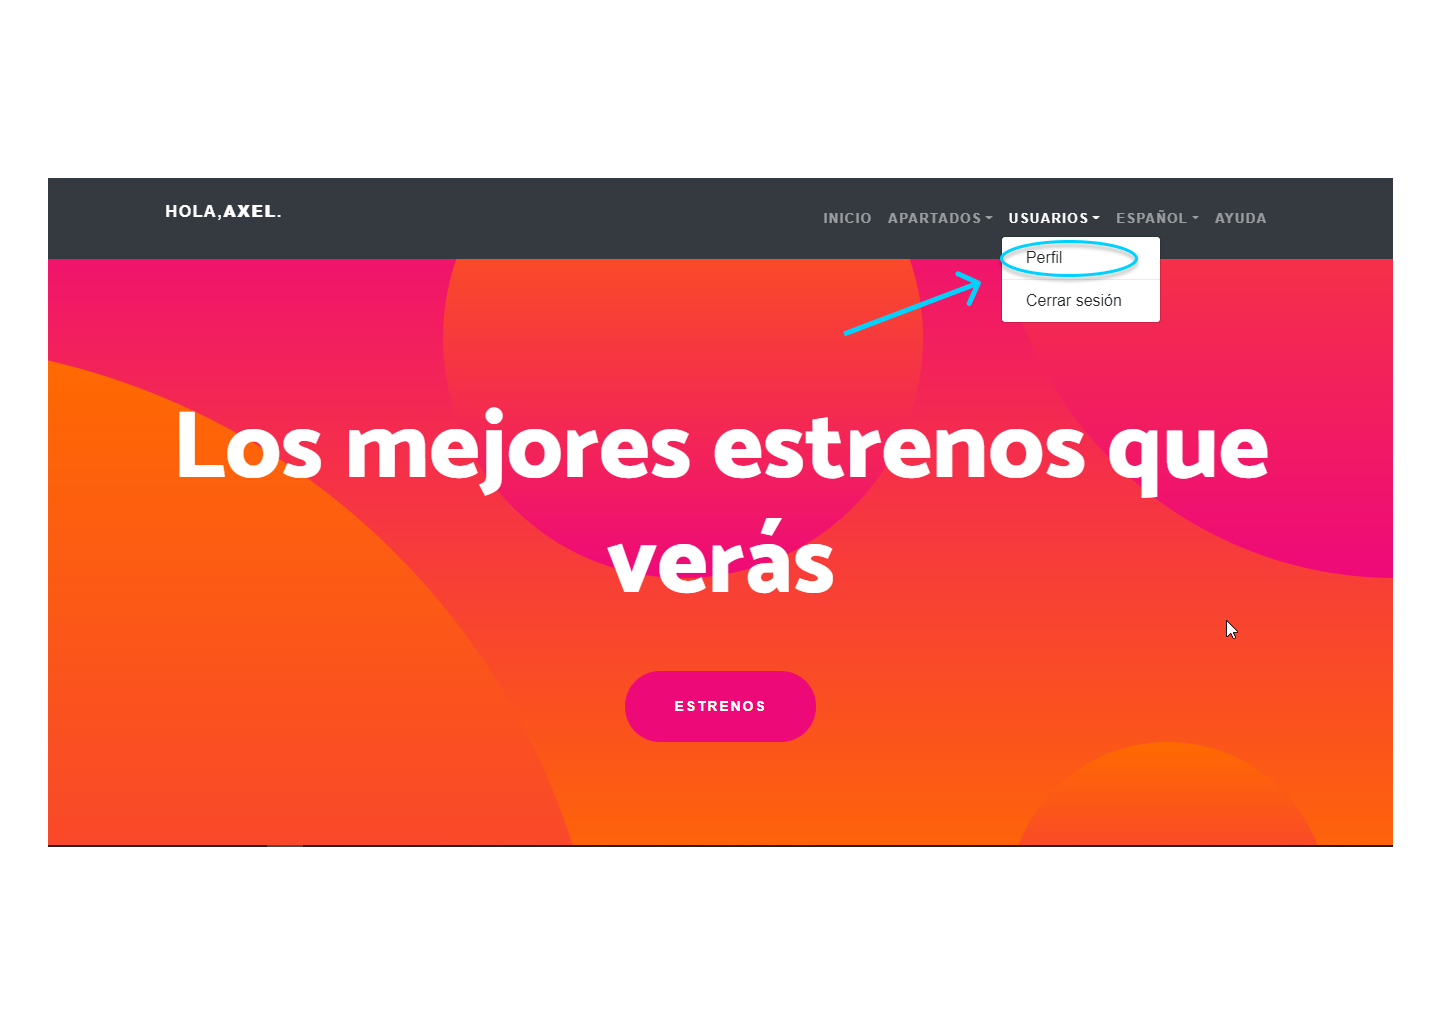 HOLA,AXEL.
INICIO APARTADOS USUARIOS ESPAÑOL AYUDA
Perfil
Cerrar sesión
Los mejores estrenos que
verás
ESTRENOS